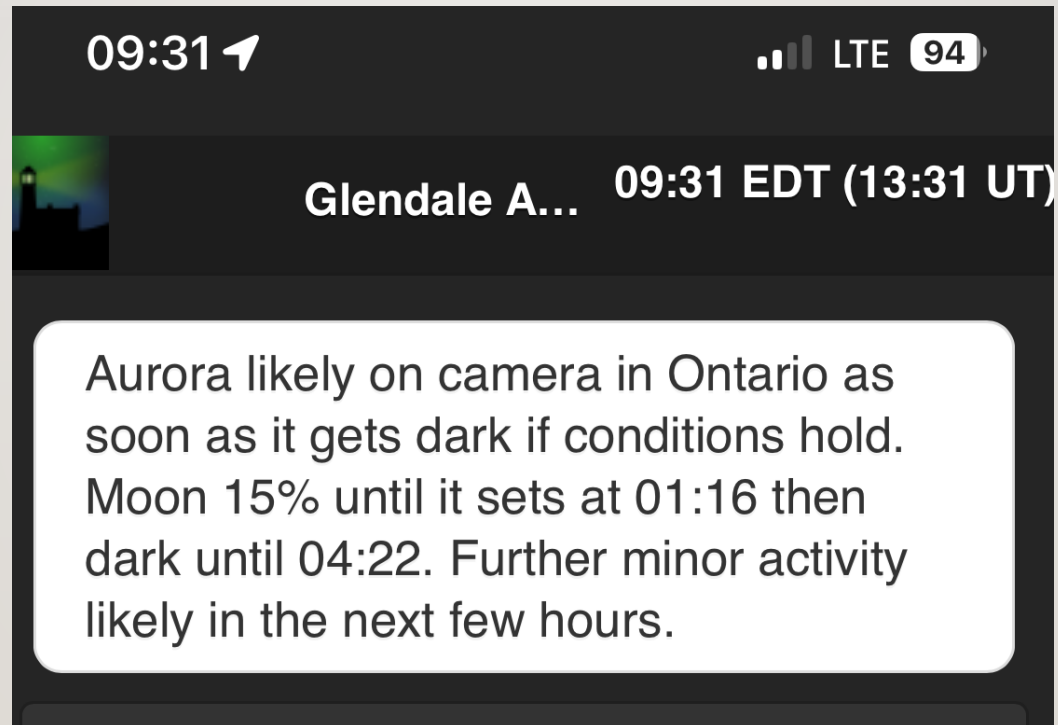 09:31 LTE 94
Glendale A... 09:31 EDT (13:31 UT)
Aurora likely on camera in Ontario as
soon as it gets dark if conditions hold.
Moon 15% until it sets at 01:16 then
dark until 04:22. Further minor activity
likely in the next few hours.